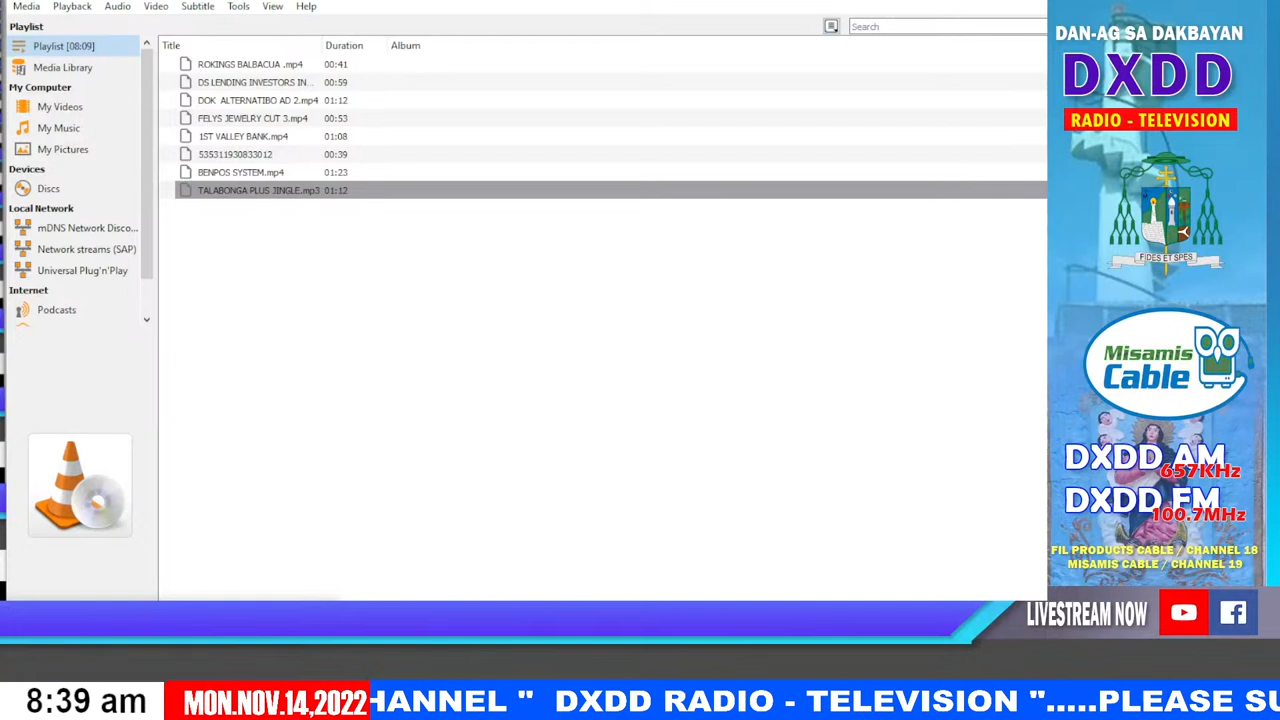 Media Playback Audio Video Subtitle Tools View Help
Playlist
Search
Playlist [08:09]
Media Library
My Computer
My Videos
My Music
My Pictures
Devices
Discs
Local Network
mDNS Network Disco...
Network streams (SAP)
Universal Plug'n'Play
Internet
Podcasts
Title Duration Album
ROKINGS BALBACUA .mp4 00:41
DS LENDING INVESTORS IN... 00:59
DOK ALTERNATIBO AD 2.mp4 01:12
FELYS JEWELRY CUT 3.mp4 00:53
1ST VALLEY BANK.mp4 01:08
535311930833012 00:39
BENPOS SYSTEM.mp4 01:23
TALABONGA PLUS JINGLE.mp3 01:12
DAN-AG SA DAKBAYAN
DXDD
RADIO - TELEVISION
FIDES ET SPES
Misamis
Cable
DXDD AM
657KHz
DXDD FM
100.7MHz
FIL PRODUCTS CABLE / CHANNEL 18
MISAMIS CABLE / CHANNEL 19
LIVESTREAM NOW
8:39 am MON.NOV.14,2022 HANNEL " DXDD RADIO - TELEVISION ".....PLEASE SU